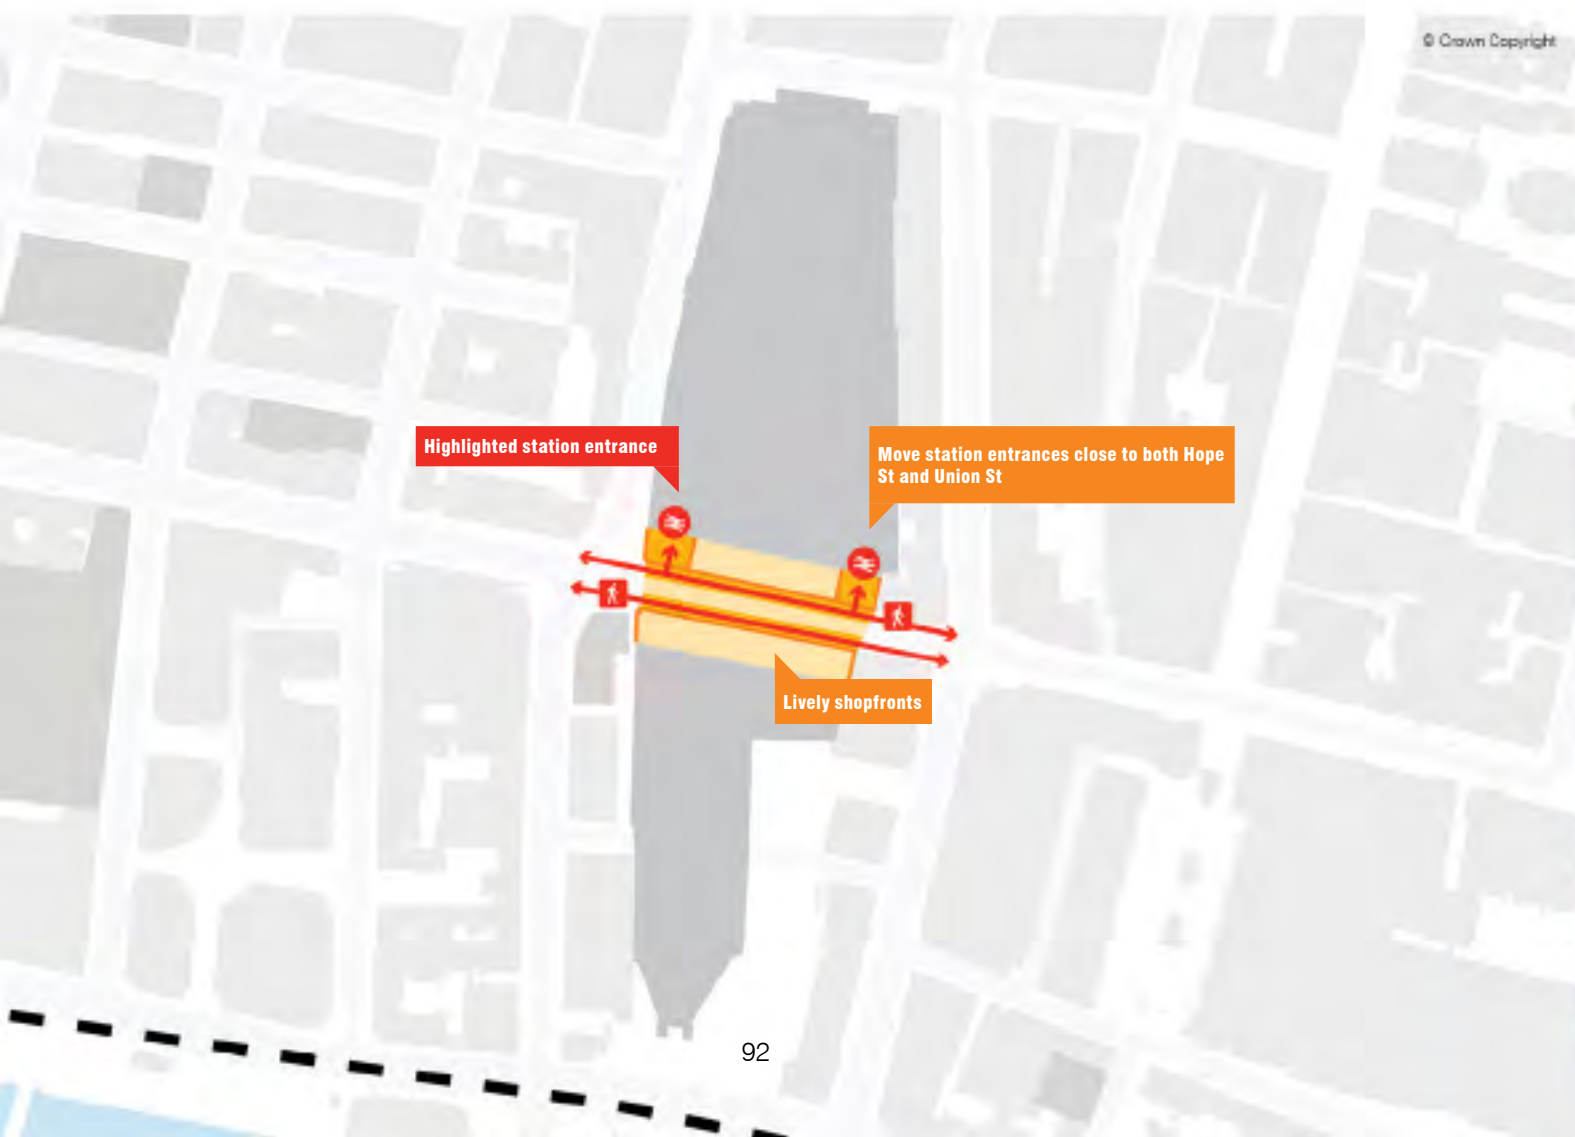 © Crown Copyright
Highlighted station entrance
Move station entrances close to both Hope
St and Union St
Lively shopfronts
92